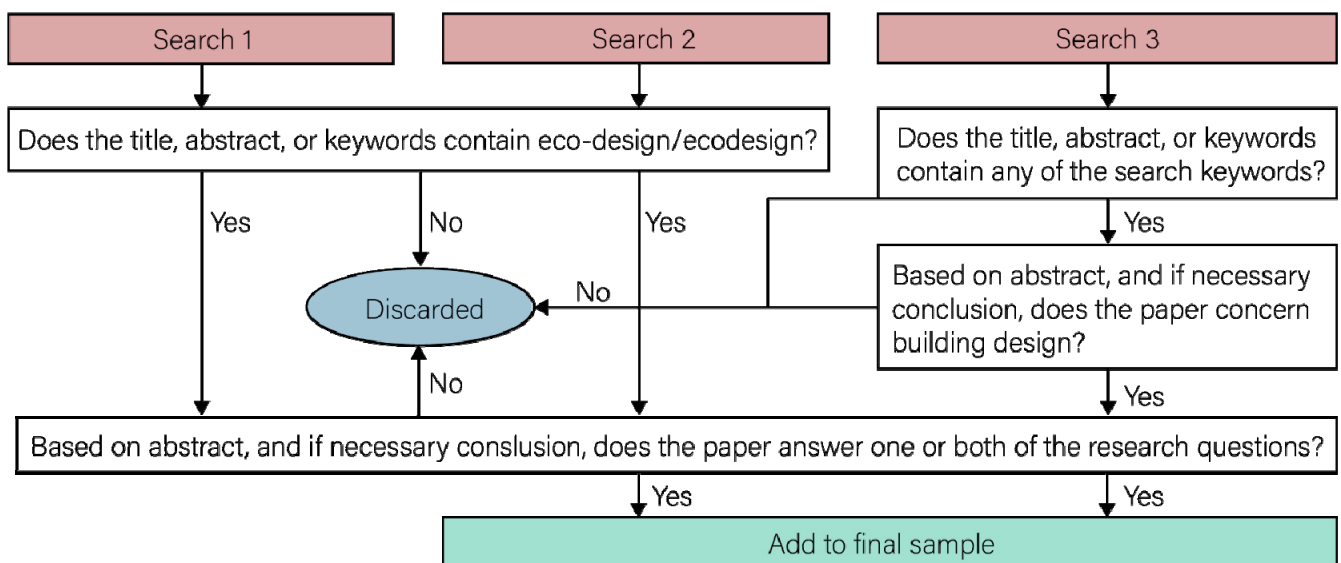 Search 1
Search 2
Search 3
Does the title, abstract, or keywords contain eco-design/ecodesign?
Does the title, abstract, or keywords
contain any of the search keywords?
Yes
No
Yes
Yes
Based on abstract, and if necessary
conclusion, does the paper concern
building design?
No
Discarded
No
Yes
Based on abstract, and if necessary conslusion, does the paper answer one or both of the research questions?
Yes
Yes
Add to final sample